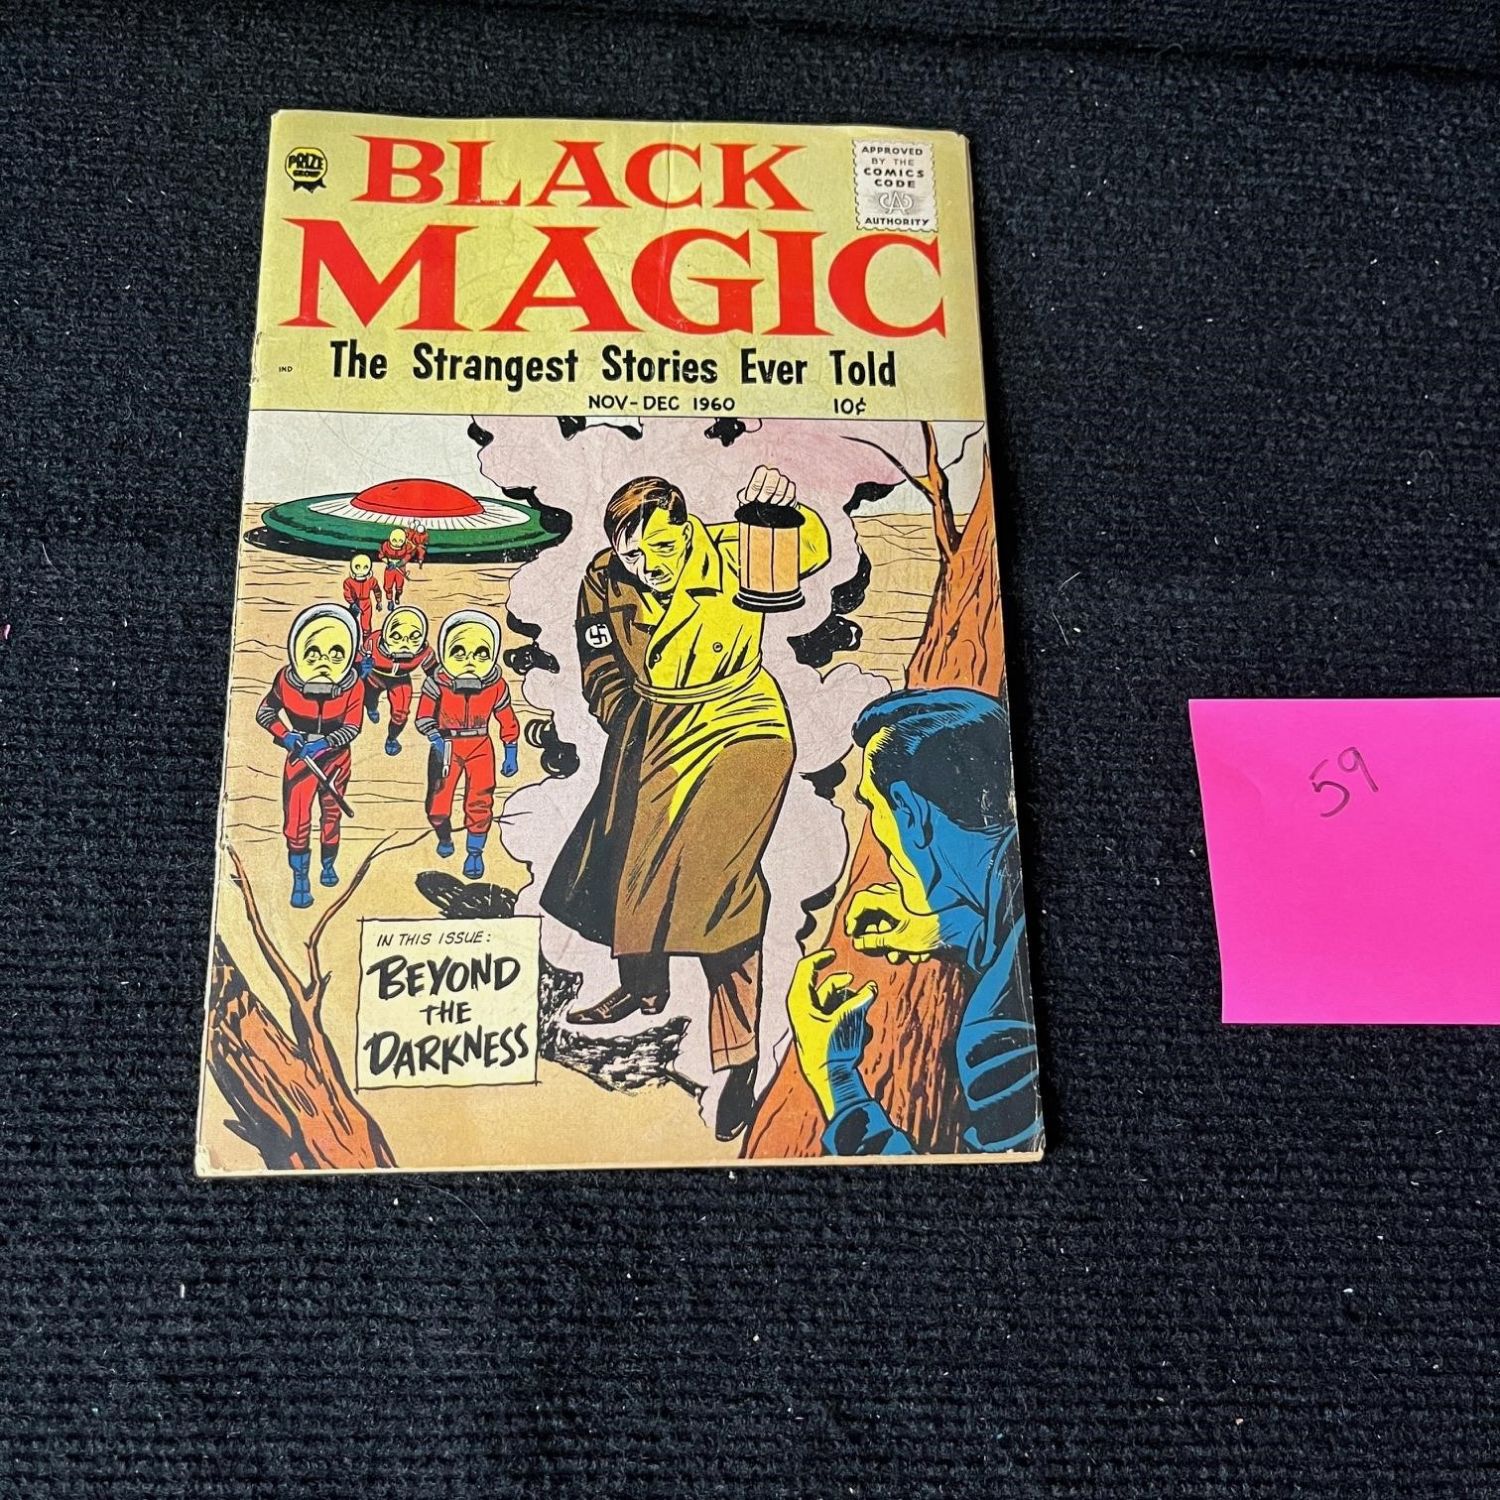 PRIZE
GROUP
BLACK
MAGIC
APPROVED
BY THE
COMICS
CODE
CA
AUTHORITY
IND
The Strangest Stories Ever Told
NOV-DEC 1960 10¢
IN THIS ISSUE:
BEYOND
THE
DARKNESS
59